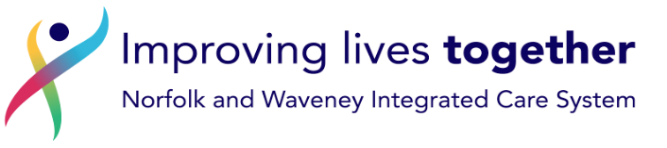 Improving lives together
Norfolk and Waveney Integrated Care System